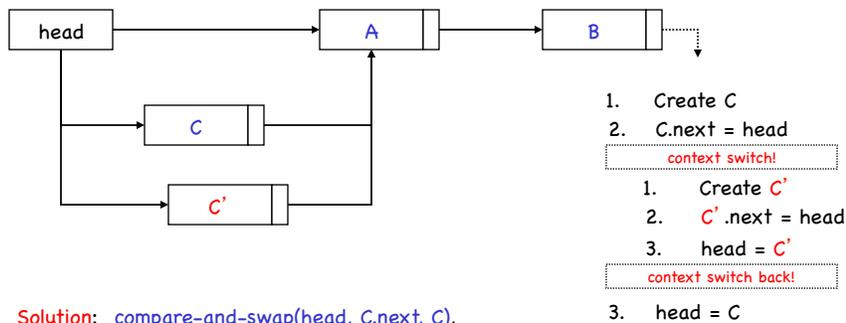 head
A
B
C
C'
1. Create C
2. C.next = head
context switch!
1. Create C'
2. C' .next = head
3. head = C'
context switch back!
3. head = C
Solution: compare-and-swap(head, C.next, C),